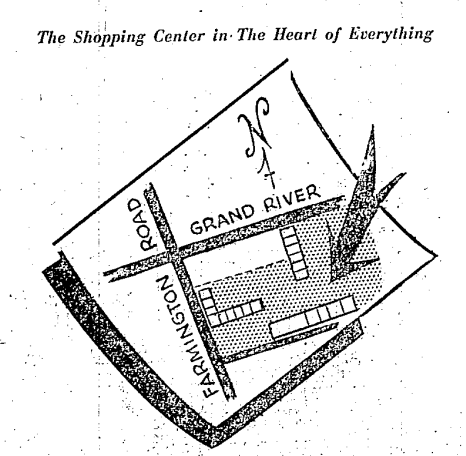 The Shopping Center in The Heart of Everything
N
GRAND RIVER
FARMINGTON ROAD